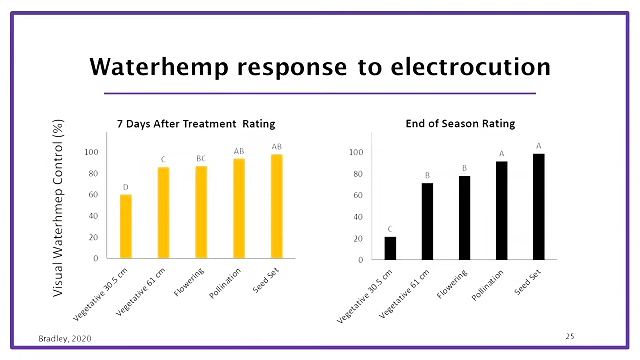 Waterhemp response to electrocution
Visual Waterhmep Control (%)
7 Days After Treatment Rating
100
80
60
40
20
0
D
C
BC
AB
AB
Vegetative 30.5 cm
Vegetative 61 cm
Flowering
Pollination
Seed Set
End of Season Rating
100
80
60
40
20
0
C
B
B
A
A
Vegetative 30.5 cm
Vegetative 61 cm
Flowering
Pollination
Seed Set
Bradley, 2020
25